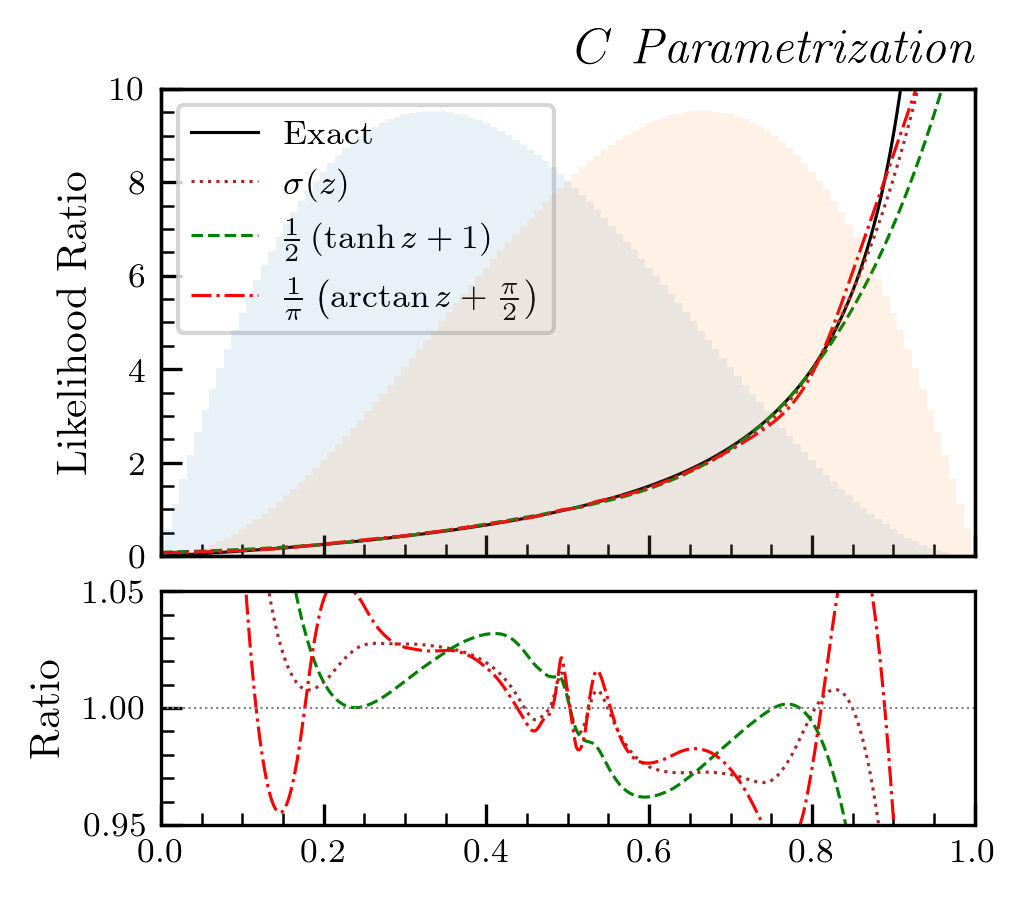 C Parametrization
10
8
6
4
2
0
Likelihood Ratio
Exact
σ(z)
1/2 (tanh z + 1)
1/π (arctan z + π/2)
1.05
1.00
0.95
Ratio
0.0 0.2 0.4 0.6 0.8 1.0